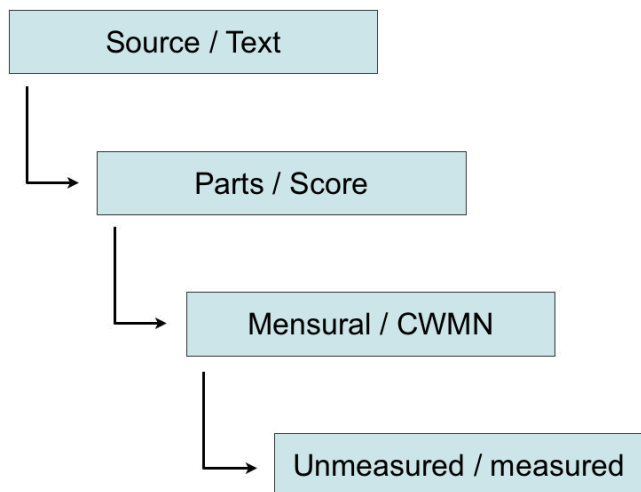 Source / Text
Parts / Score
Mensural / CWMN
Unmeasured / measured